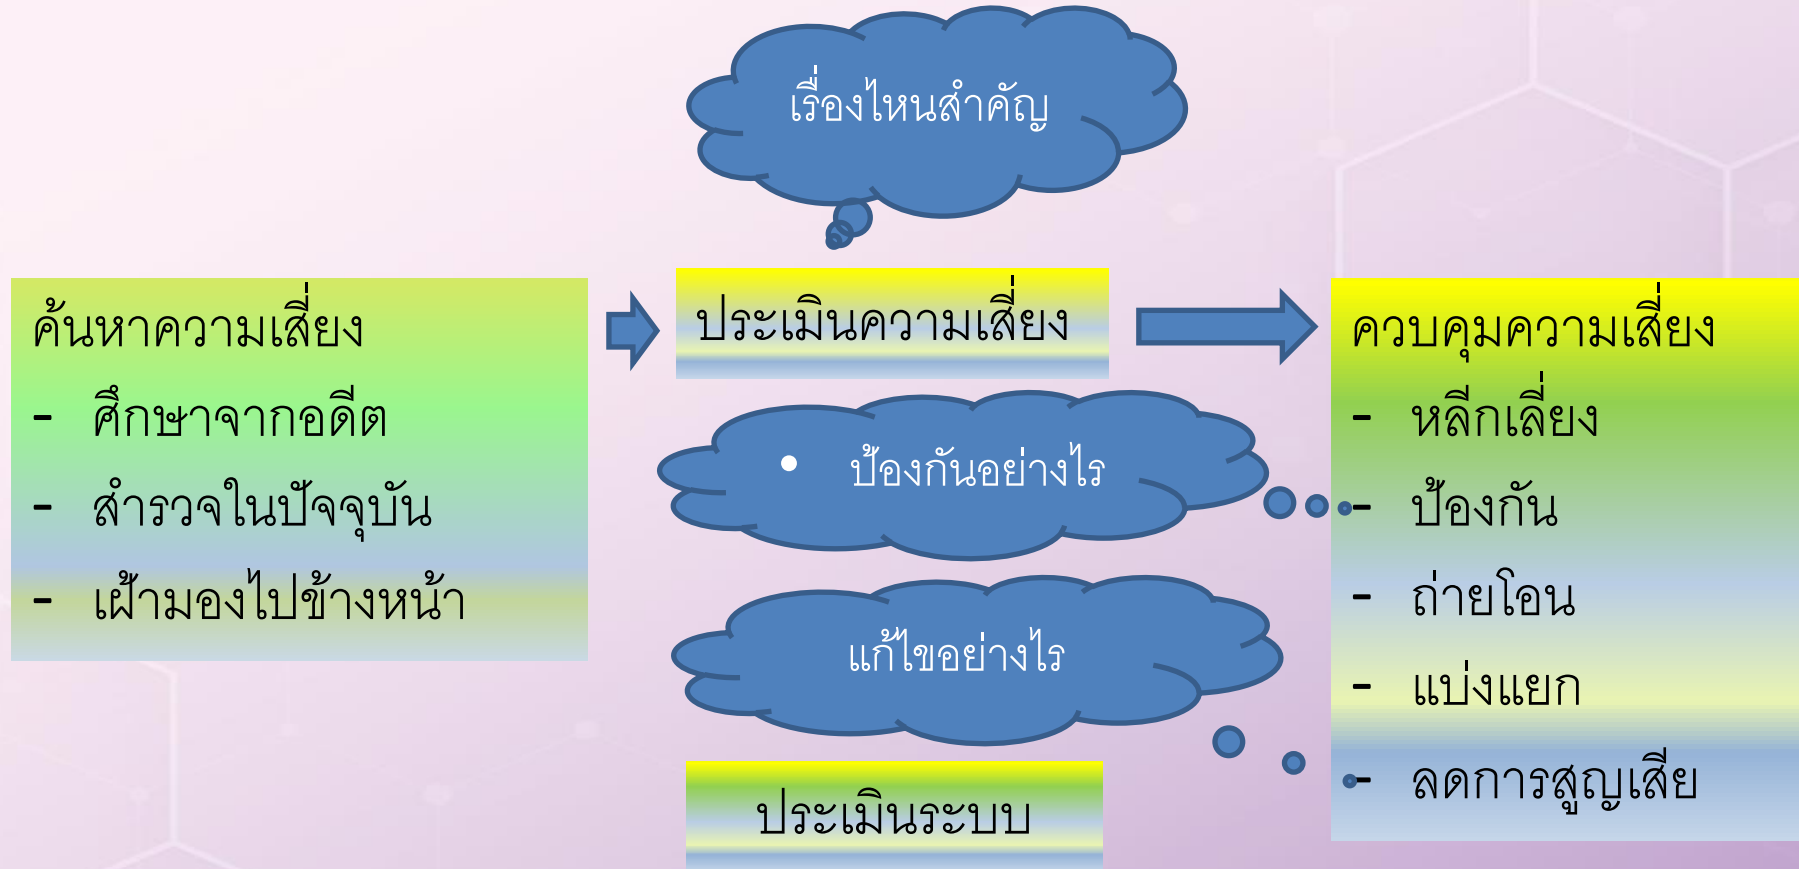 เรื่องไหนสำคัญ
ค้นหาความเสี่ยง
- ศึกษาจากอดีต
- สำรวจในปัจจุบัน
- เฝ้ามองไปข้างหน้า
ประเมินความเสี่ยง
• ป้องกันอย่างไร
แก้ไขอย่างไร
ประเมินระบบ
ควบคุมความเสี่ยง
- หลีกเลี่ยง
- ป้องกัน
- ถ่ายโอน
- แบ่งแยก
- ลดการสูญเสีย